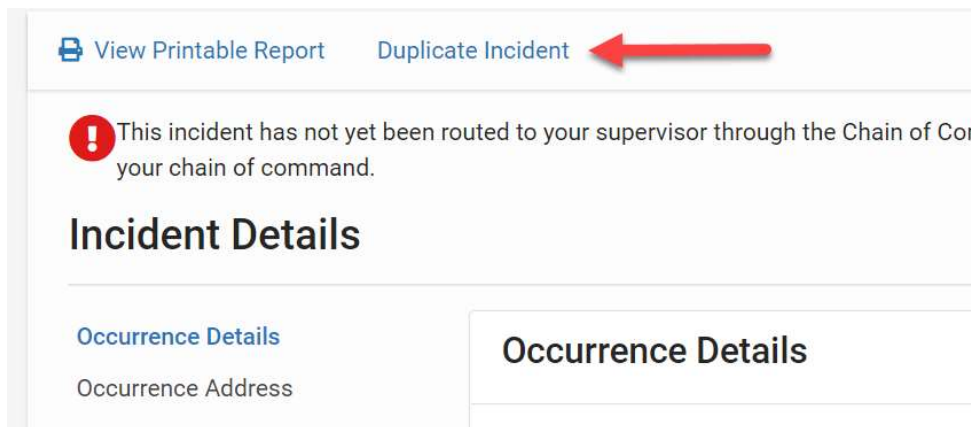 View Printable Report Duplicate Incident
This incident has not yet been routed to your supervisor through the Chain of
your chain of command.
Incident Details
Occurrence Details
Occurrence Details
Occurrence Address